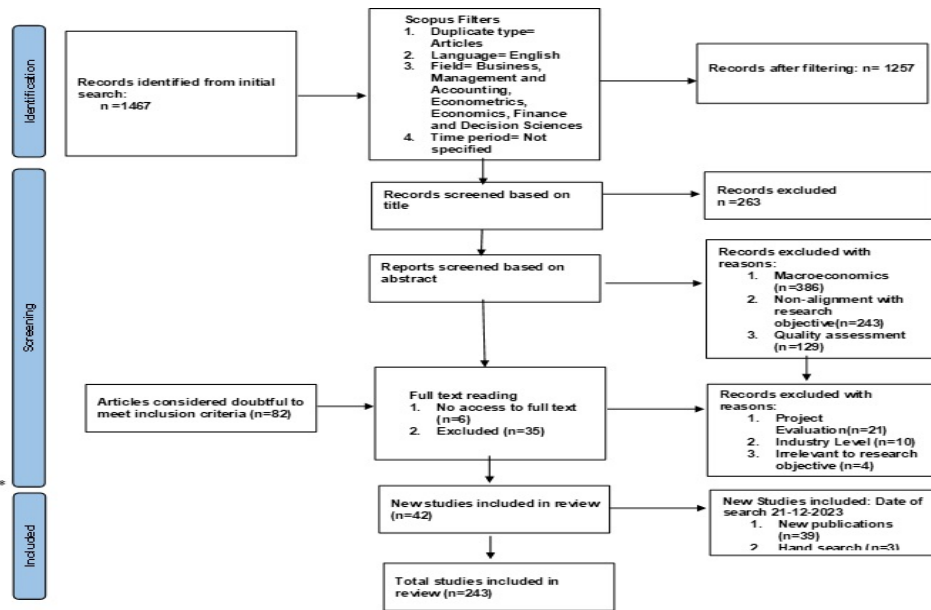 Identification
Records identified from initial
search:
n =1467
Scopus Filters
1. Duplicate type=
Articles
2. Language= English
3. Field= Business,
Management and
Accounting,
Econometrics,
Economics, Finance
and Decision Sciences
4. Time period= Not
specified
Records after filtering: n= 1257
Screening
Records screened based on
title
Records excluded
n =263
Reports screened based on
abstract
Records excluded with
reasons:
1. Macroeconomics
(n=386)
2. Non-alignment with
research
objective(n=243)
3. Quality assessment
(n=129)
Articles considered doubtful to
meet inclusion criteria (n=82)
Full text reading
1. No access to full text
(n=6)
2. Excluded (n=35)
Records excluded with
reasons:
1. Project
Evaluation(n=21)
2. Industry Level (n=10)
3. Irrelevant to research
objective (n=4)
*
Included
New studies included in review
(n=42)
New Studies included: Date of
search 21-12-2023
1. New publications
(n=39)
2 Hand search (n=3)
Total studies included in
review (n=243)